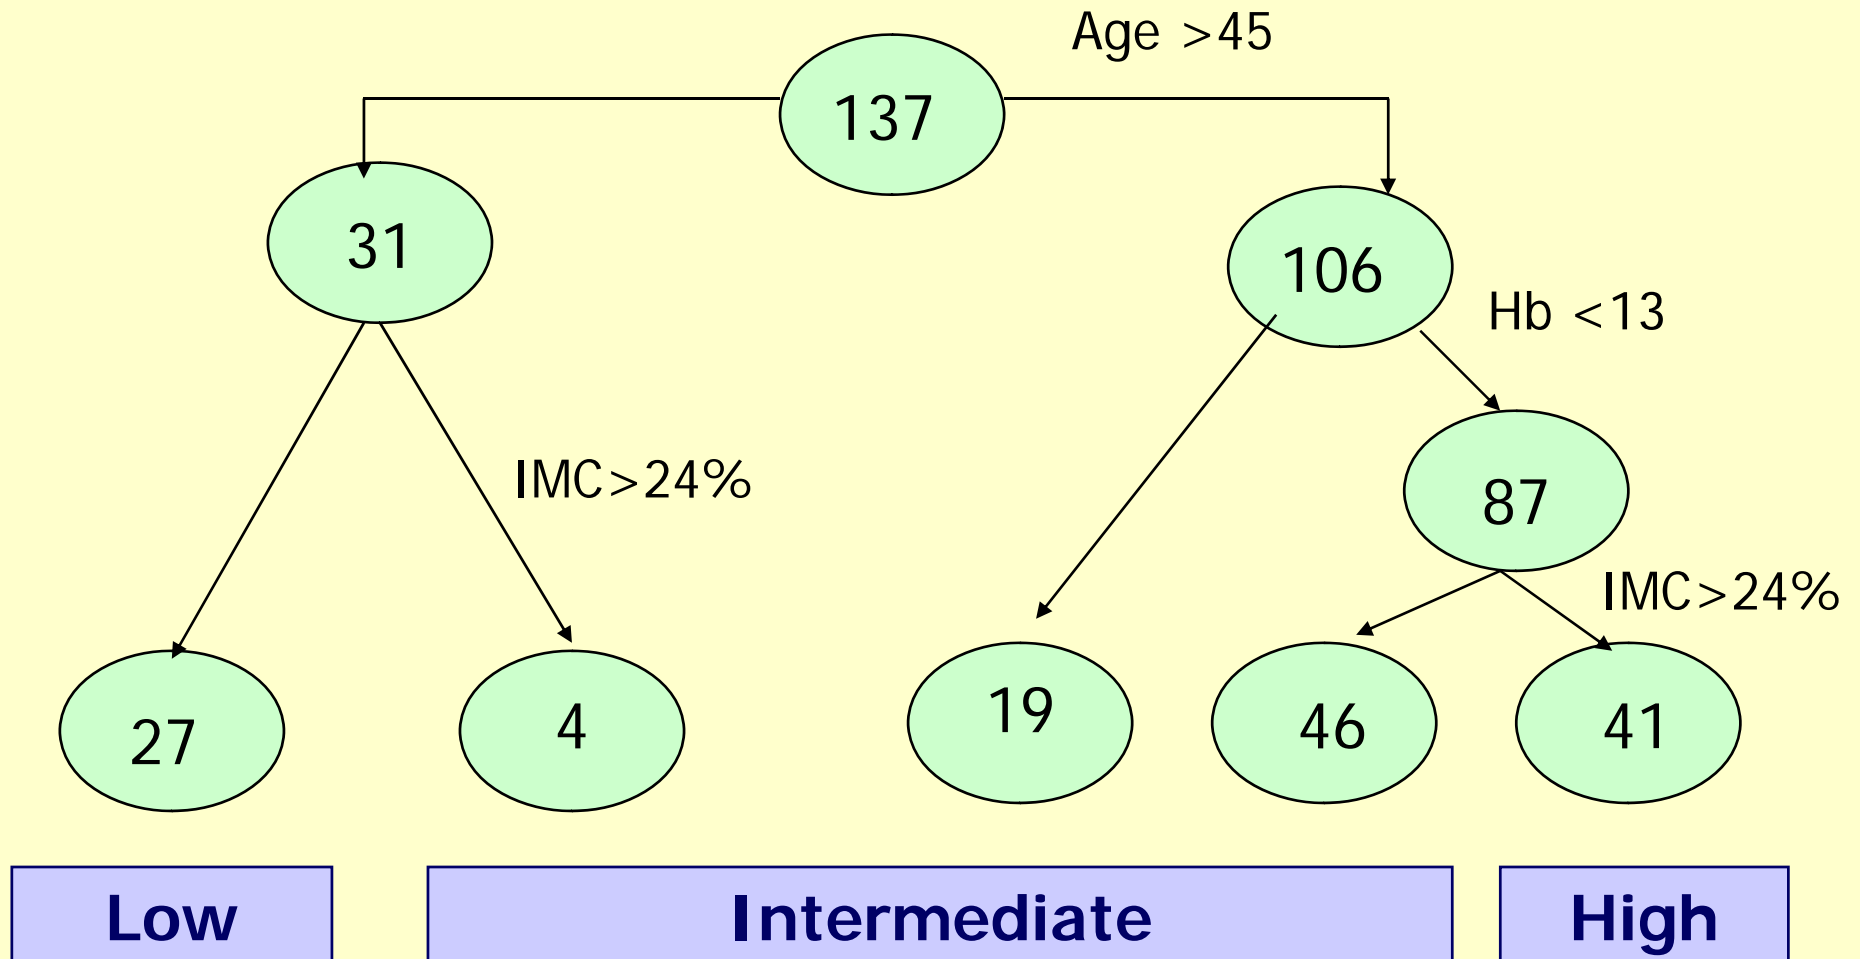 Age >45
137
31
106
Hb <13
IMC>24%
87
IMC>24%
27
4
19
46
41
Low
Intermediate
High